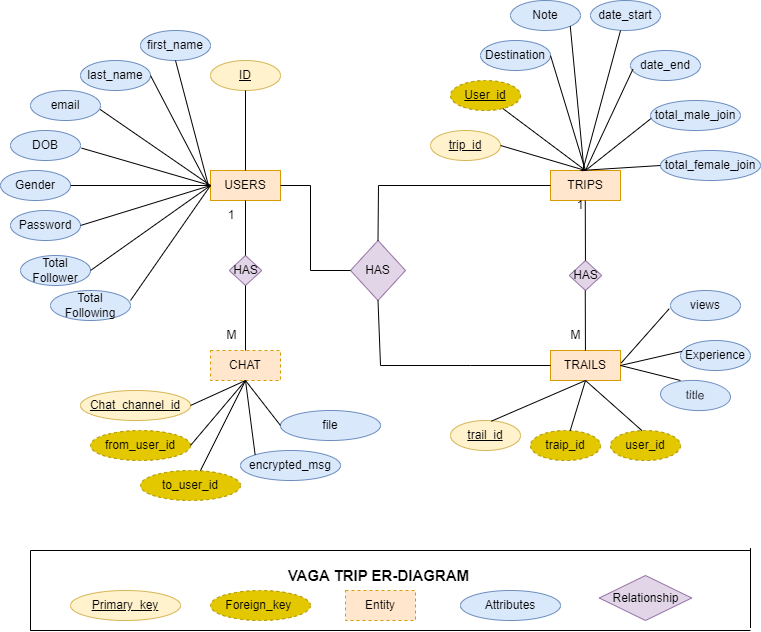 Note
date_start
first_name
Destination
last_name
ID
date_end
email
User_id
total_male_join
DOB
trip_id
total_female_join
Gender
USERS
TRIPS
1
1
Password
Total
Follower
HAS
HAS
HAS
Total
Following
views
M
M
CHAT
TRAILS
Experience
title
Chat_channel_id
file
from_user_id
trail_id
traip_id
user_id
encrypted_msg
to_user_id
VAGA TRIP ER-DIAGRAM
Primary_key
Foreign_key
Entity
Attributes
Relationship